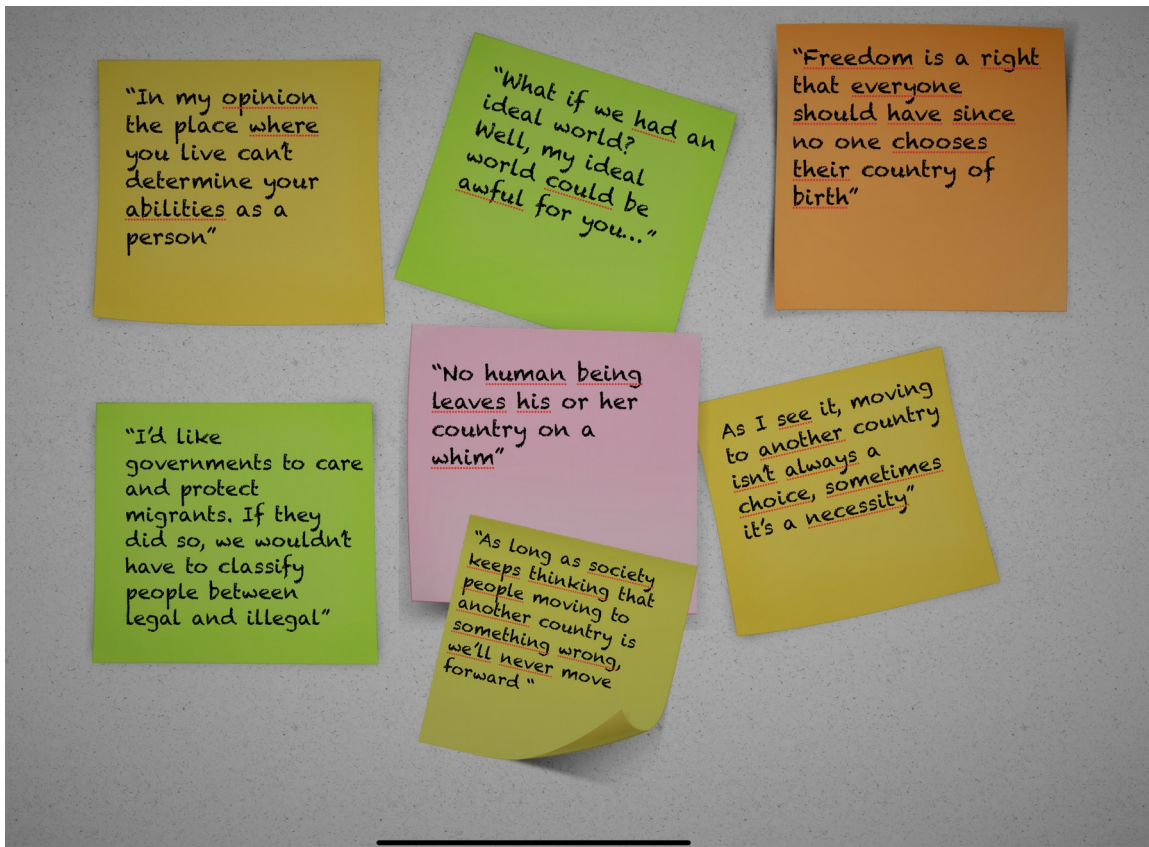 "In my opinion
the place where
you live can't
determine your
abilities as a
person"
"What if we had an
ideal world?
Well, my ideal
world could be
awful for you..."
"Freedom is a right
that everyone
should have since
no one chooses
their country of
birth"
"I'd like
governments to care
and protect
migrants. If they
did so, we wouldn't
have to classify
people between
legal and illegal"
"No human being
leaves his or her
country on a
whim"
As I see it, moving
to another country
isn't always a
choice, sometimes
it's a necessity"
"As long as society
keeps thinking that
people moving to
another country is
something wrong,
we'll never move
forward "